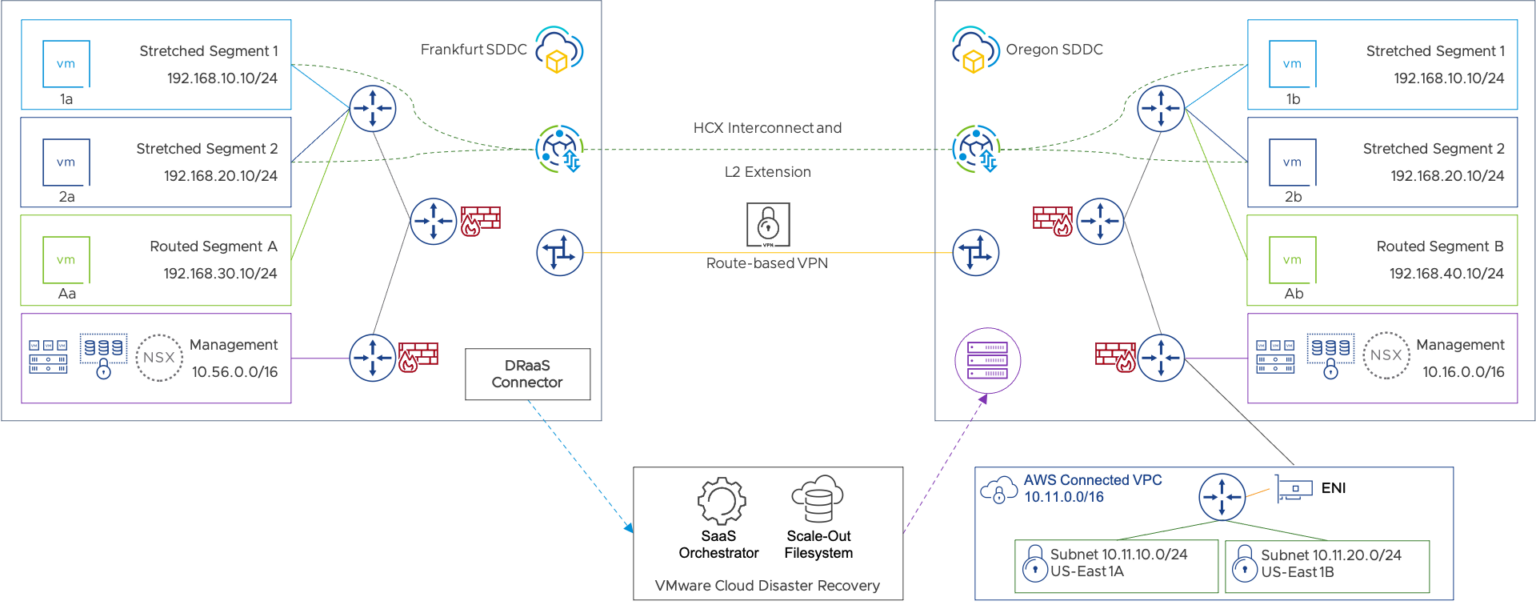 vm
Stretched Segment 1
192.168.10.10/24
1a
vm
Stretched Segment 2
192.168.20.10/24
2a
vm
Routed Segment A
192.168.30.10/24
Aa
NSX
Management
10.56.0.0/16
Frankfurt SDDC
DRaaS
Connector
HCX Interconnect and
L2 Extension
VPN
Route-based VPN
Oregon SDDC
vm
Stretched Segment 1
192.168.10.10/24
1b
vm
Stretched Segment 2
192.168.20.10/24
2b
vm
Routed Segment B
192.168.40.10/24
Ab
NSX
Management
10.16.0.0/16
SaaS
Orchestrator
Scale-Out
Filesystem
VMware Cloud Disaster Recovery
AWS Connected VPC
10.11.0.0/16
ENI
Subnet 10.11.10.0/24
US-East 1A
Subnet 10.11.20.0/24
US-East 1B